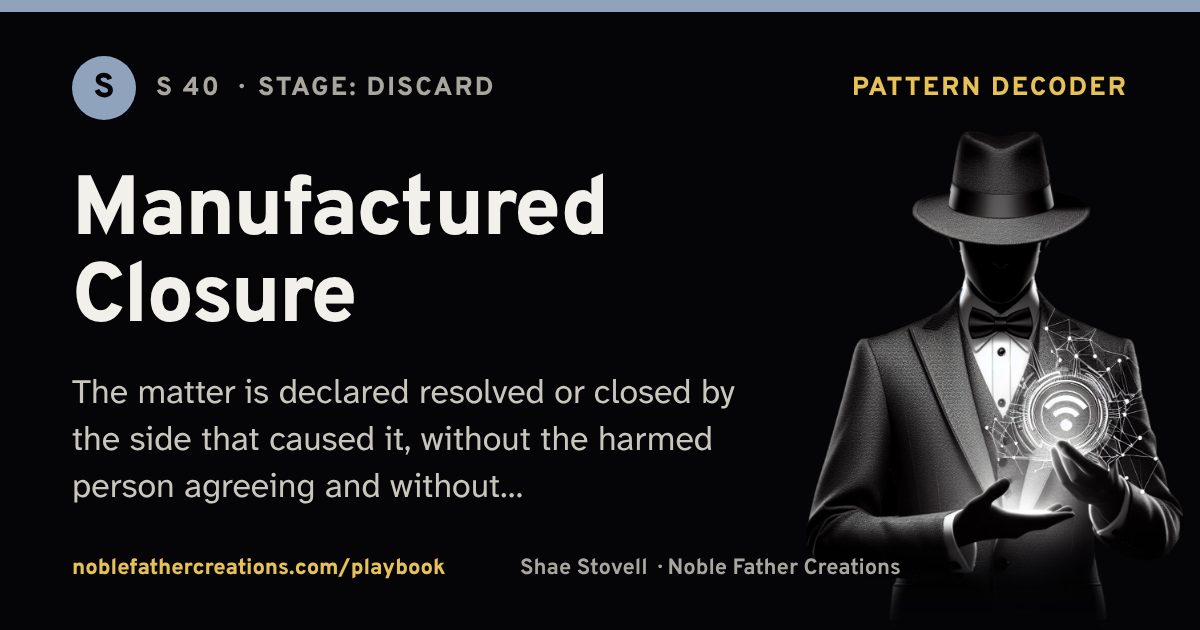 S
S 40 · STAGE: DISCARD
PATTERN DECODER
Manufactured
Closure
The matter is declared resolved or closed by
the side that caused it, without the harmed
person agreeing and without...
noblefathercreations.com/playbook
Shae Stovell · Noble Father Creations